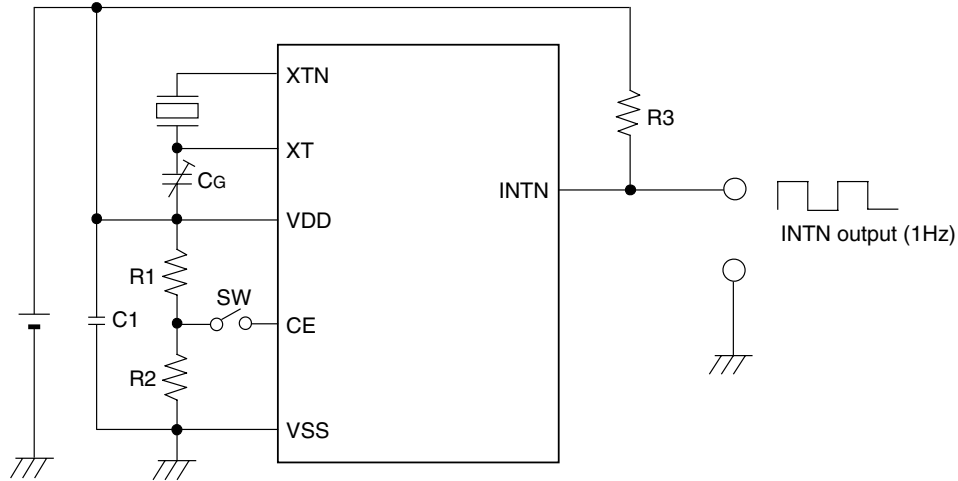 XTN
XT
CG
VDD
R1
SW
C1
CE
R2
VSS
R3
INTN
INTN output (1Hz)